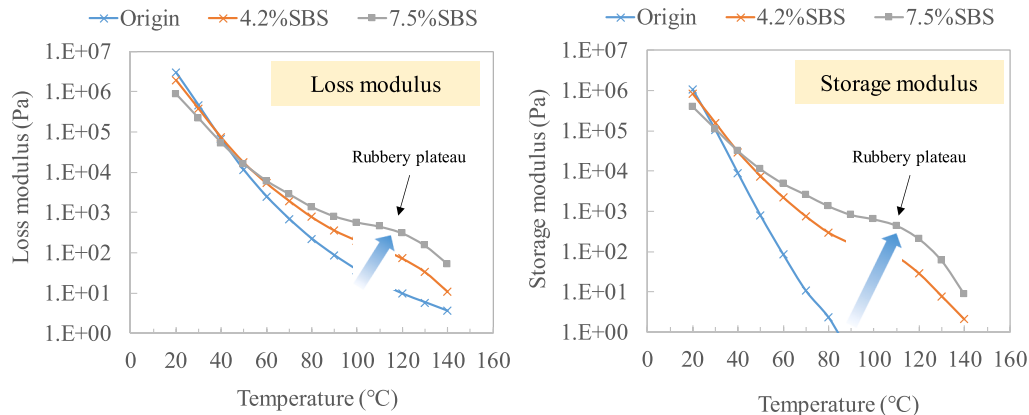 Origin 4.2%SBS 7.5%SBS
1.E+07
1.E+06
1.E+05
1.E+04
1.E+03
1.E+02
1.E+01
1.E+00
Loss modulus (Pa)
Loss modulus
Rubbery plateau
0 20 40 60 80 100 120 140 160
Temperature (℃)
Origin 4.2%SBS 7.5%SBS
1.E+07
1.E+06
1.E+05
1.E+04
1.E+03
1.E+02
1.E+01
1.E+00
Storage modulus (Pa)
Storage modulus
Rubbery plateau
0 20 40 60 80 100 120 140 160
Temperature (℃)